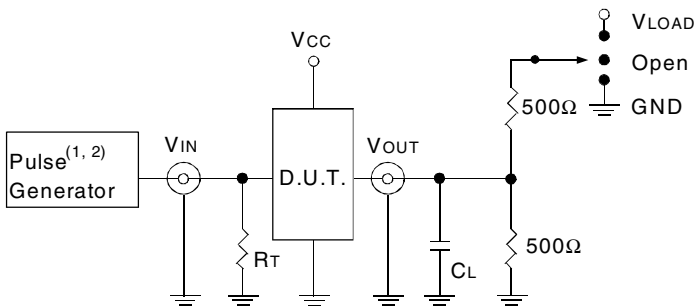 VLOAD
VCC
Open
500Ω
GND
Pulse(1, 2)
Generator
VIN
D.U.T.
VOUT
RT
CL
500Ω